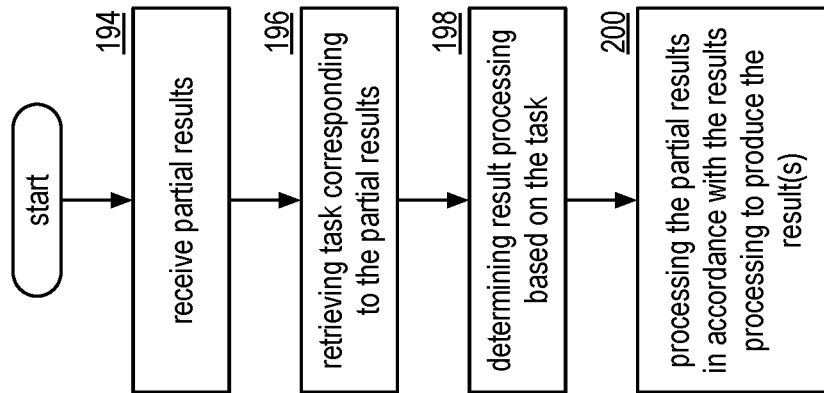 start
194
receive partial results
196
retrieving task corresponding
to the partial results
198
determining result processing
based on the task
200
processing the partial results
in accordance with the results
processing to produce the
result(s)